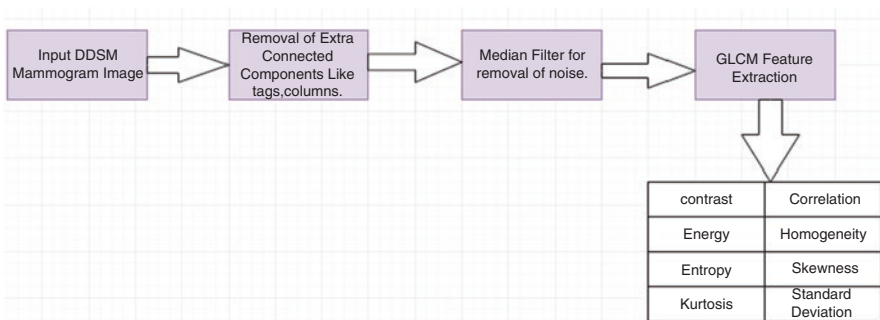 Input DDSM
Mammogram Image
Removal of Extra
Connected
Components Like
tags,columns.
Median Filter for
removal of noise.
GLCM Feature
Extraction
contrast
Correlation
Energy
Homogeneity
Entropy
Skewness
Kurtosis
Standard
Deviation